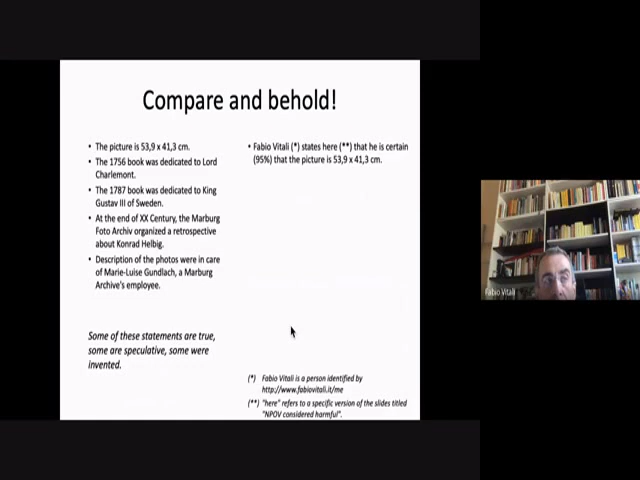 Compare and behold!
• The picture is 53,9 x 41,3 cm.
• The 1756 book was dedicated to Lord
Charlemont.
• The 1787 book was dedicated to King
Gustav III of Sweden.
• At the end of XX Century, the Marburg
Foto Archiv organized a retrospective
about Konrad Helbig.
• Description of the photos were in care
of Marie-Luise Gundlach, a Marburg
Archive's employee.
Some of these statements are true,
some are speculative, some were
invented.
• Fabio Vitali (*) states here (**) that he is certain
(95%) that the picture is 53,9 x 41,3 cm.
(*) Fabio Vitali is a person identified by
http://www.fabiovitali.it/me
(**) "here" refers to a specific version of the slides titled
"NPOV considered harmful".
Fabio Vitali